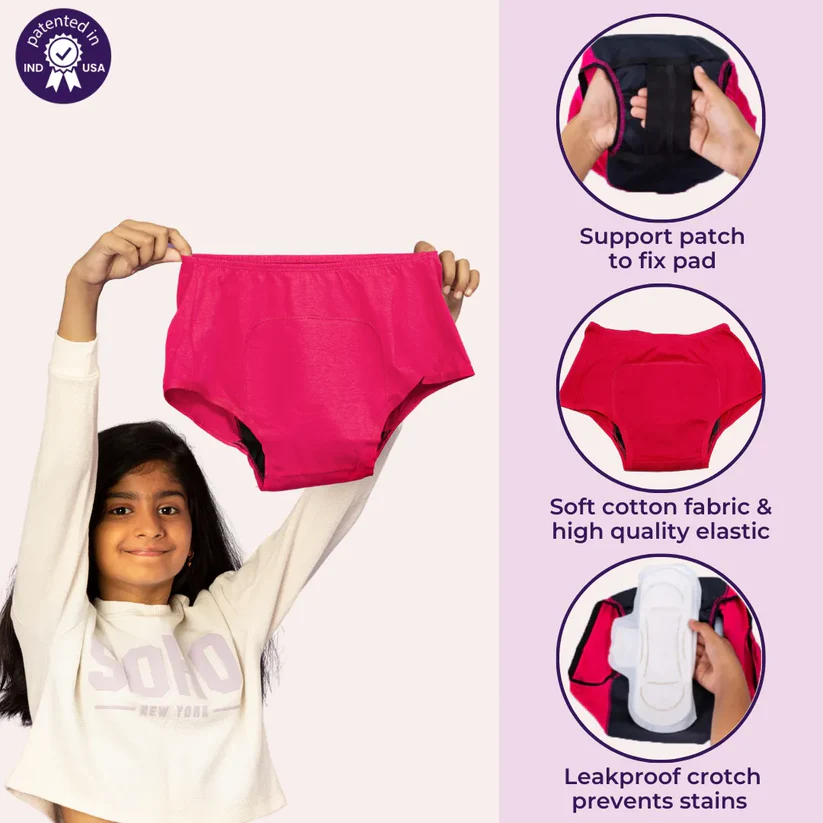 patented in
IND USA
Support patch
to fix pad
Soft cotton fabric &
high quality elastic
Leakproof crotch
prevents stains
SOHO
NEW YORK